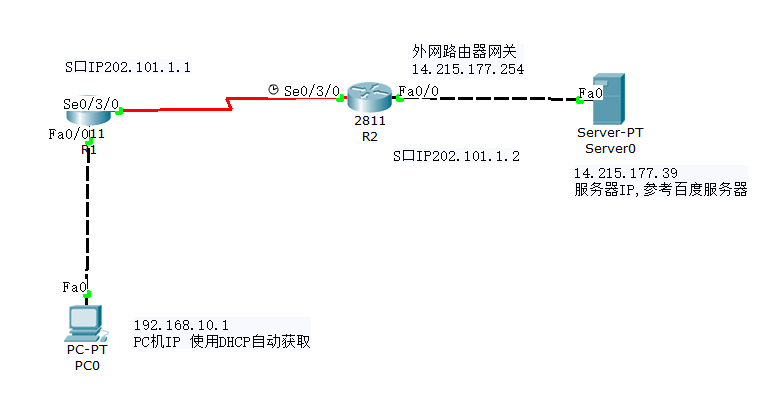 外网路由器网关
14.215.177.254
S口IP202.101.1.1
Se0/3/0
Se0/3/0
Fa0/0
Fa0
Fa0/0
11
R1
2811
R2
Server-PT
Server0
S口IP202.101.1.2
14.215.177.39
服务器IP,参考百度服务器
Fa0
192.168.10.1
PC机IP 使用DHCP自动获取
PC-PT
PC0